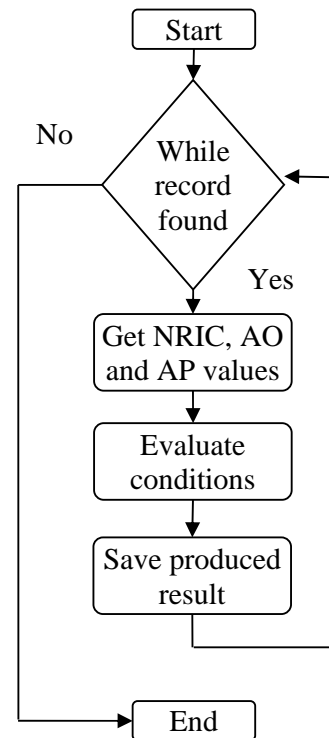 Start
No
While
record
found
Yes
Get NRIC, AO
and AP values
Evaluate
conditions
Save produced
result
End